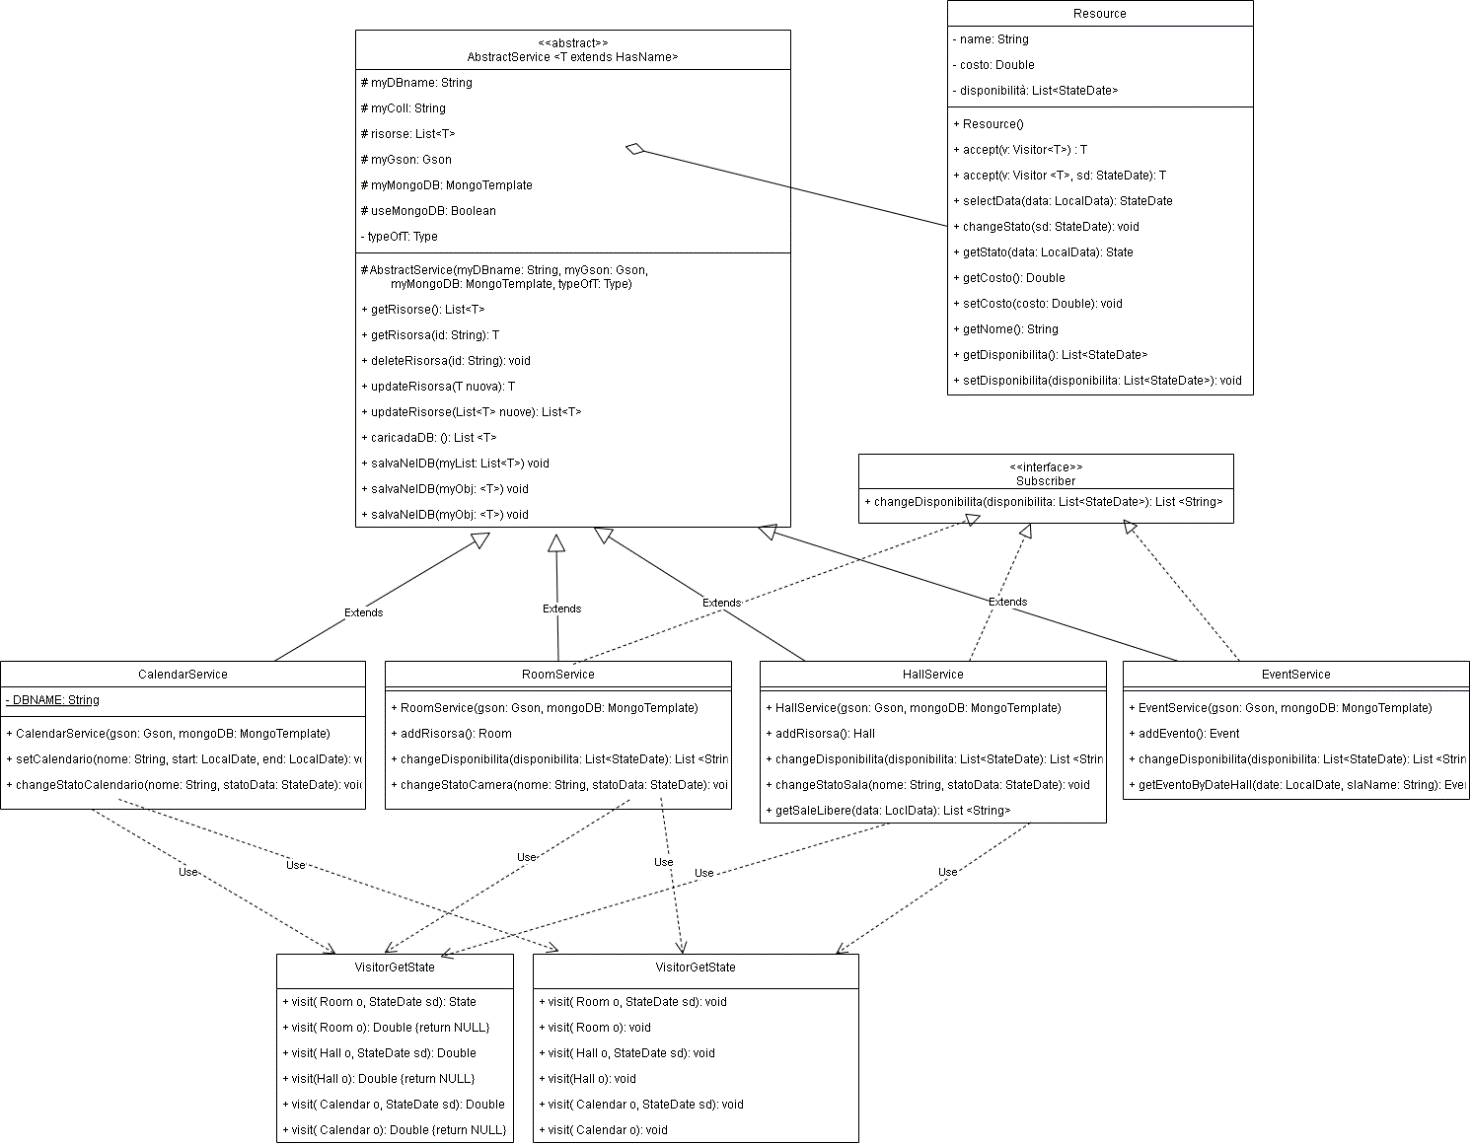 <<abstract>>
AbstractService <T extends HasName>
# myDBname: String
# myColl: String
# risorse: List<T>
# myGson: Gson
# myMongoDB: MongoTemplate
# useMongoDB: Boolean
- typeOfT: Type
#AbstractService(myDBname: String, myGson: Gson,
myMongoDB: MongoTemplate, typeOfT: Type)
+ getRisorse(): List<T>
+ getRisorsa(id: String): T
+ deleteRisorsa(id: String): void
+ updateRisorsa(T nuova): T
+ updateRisorse(List<T> nuove): List<T>
+ caricadaDB: (): List <T>
+ salvaNelDB(myList: List<T>) void
+ salvaNelDB(myObj: <T>) void
+ salvaNelDB(myObj: <T>) void
Resource
- name: String
- costo: Double
- disponibilità: List<StateDate>
+ Resource()
+ accept(v: Visitor<T>) : T
+ accept(v: Visitor <T>, sd: StateDate): T
+ selectData(data: LocalData): StateDate
+ changeStato(sd: StateDate): void
+ getStato(data: LocalData): State
+ getCosto(): Double
+ setCosto(costo: Double): void
+ getNome(): String
+ getDisponibilita(): List<StateDate>
+ setDisponibilita(disponibilita: List<StateDate>): void
<<interface>>
Subscriber
+ changeDisponibilita(disponibilita: List<StateDate>): List <String>
Extends
Extends
Extends
Extends
CalendarService
- DBNAME: String
+ CalendarService(gson: Gson, mongoDB: MongoTemplate)
+ setCalendario(nome: String, start: LocalDate, end: LocalDate): v
+ changeStatoCalendario(nome: String, statoData: StateDate): voi
RoomService
+ RoomService(gson: Gson, mongoDB: MongoTemplate)
+ addRisorsa(): Room
+ changeDisponibilita(disponibilita: List<StateDate): List <Strin
+ changeStatoCamera(nome: String, statoData: StateDate): voi
HallService
+ HallService(gson: Gson, mongoDB: MongoTemplate)
+ addRisorsa(): Hall
+ changeDisponibilita(disponibilita: List<StateDate): List <Strin
+ changeStatoSala(nome: String, statoData: StateDate): void
+ getSaleLibere(data: LoclData): List <String>
EventService
+ EventService(gson: Gson, mongoDB: MongoTemplate)
+ addEvento(): Event
+ changeDisponibilita(disponibilita: List<StateDate): List <Strin
+ getEventoByDateHall(date: LocalDate, slaName: String): Eve
Use
Use
Use
Use
Use
Use
VisitorGetState
+ visit( Room o, StateDate sd): State
+ visit( Room o): Double {return NULL}
+ visit( Hall o, StateDate sd): Double
+ visit(Hall o): Double {return NULL}
+ visit( Calendar o, StateDate sd): Double
+ visit( Calendar o): Double {return NULL}
VisitorGetState
+ visit( Room o, StateDate sd): void
+ visit( Room o): void
+ visit( Hall o, StateDate sd): void
+ visit(Hall o): void
+ visit( Calendar o, StateDate sd): void
+ visit( Calendar o): void